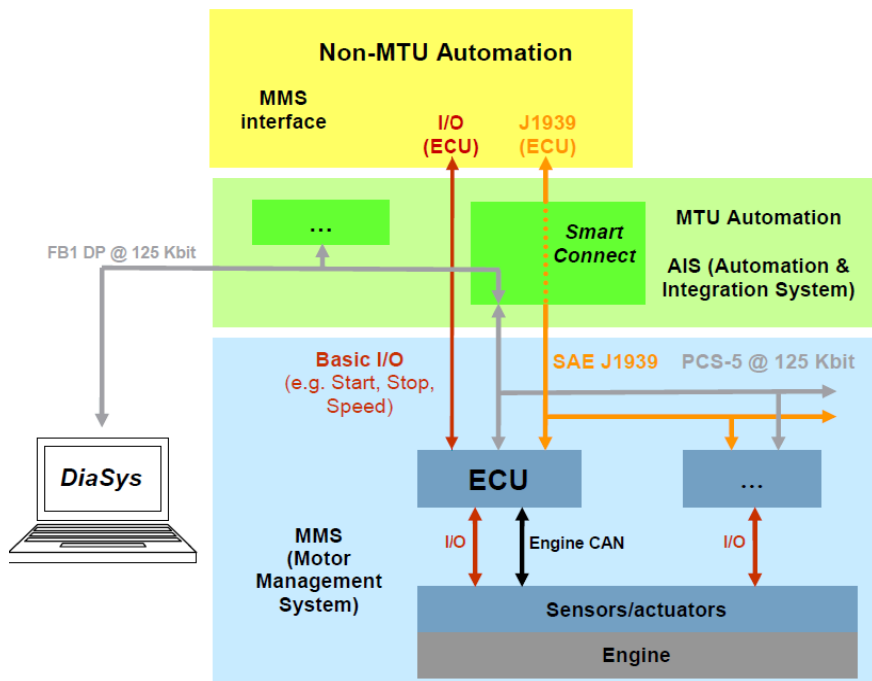 Non-MTU Automation
MMS
interface
I/O
(ECU)
J1939
(ECU)
...
Smart
Connect
MTU Automation
AIS (Automation &
Integration System)
FB1 DP @ 125 Kbit
Basic I/O
(e.g. Start, Stop,
Speed)
SAE J1939
PCS-5 @ 125 Kbit
DiaSys
ECU
...
MMS
(Motor
Management
System)
I/O
Engine CAN
I/O
Sensors/actuators
Engine